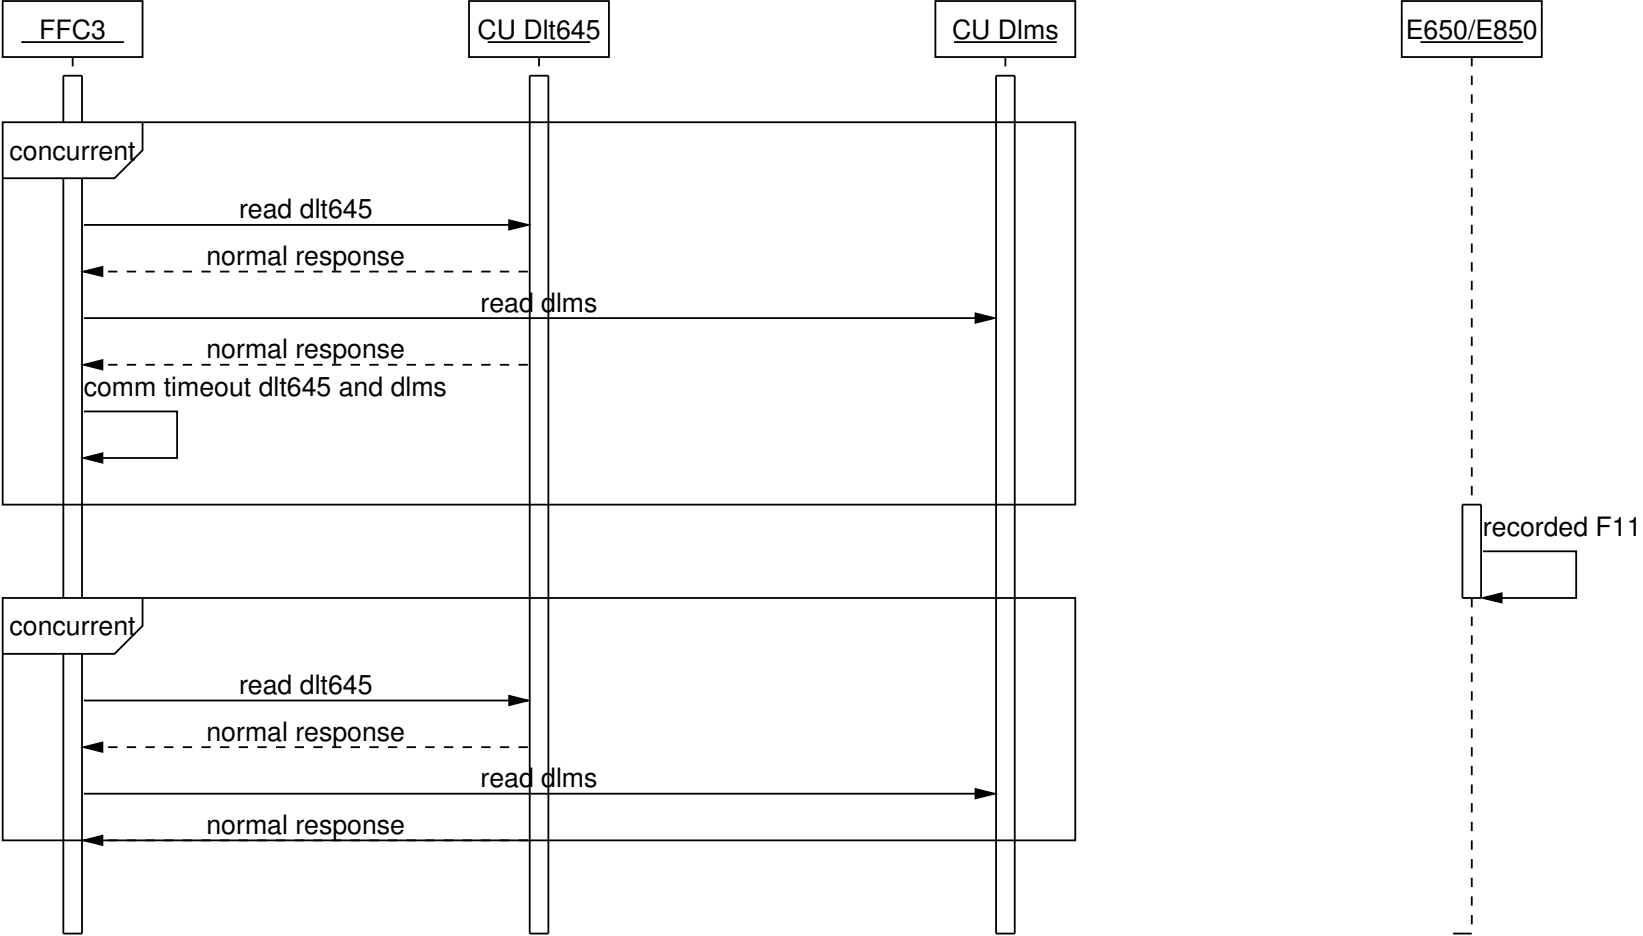 FFC3
CU Dlt645
CU Dlms
E650/E850
concurrent
read dlt645
normal response
read dlms
normal response
comm timeout dlt645 and dlms
recorded F11
concurrent
read dlt645
normal response
read dlms
normal response